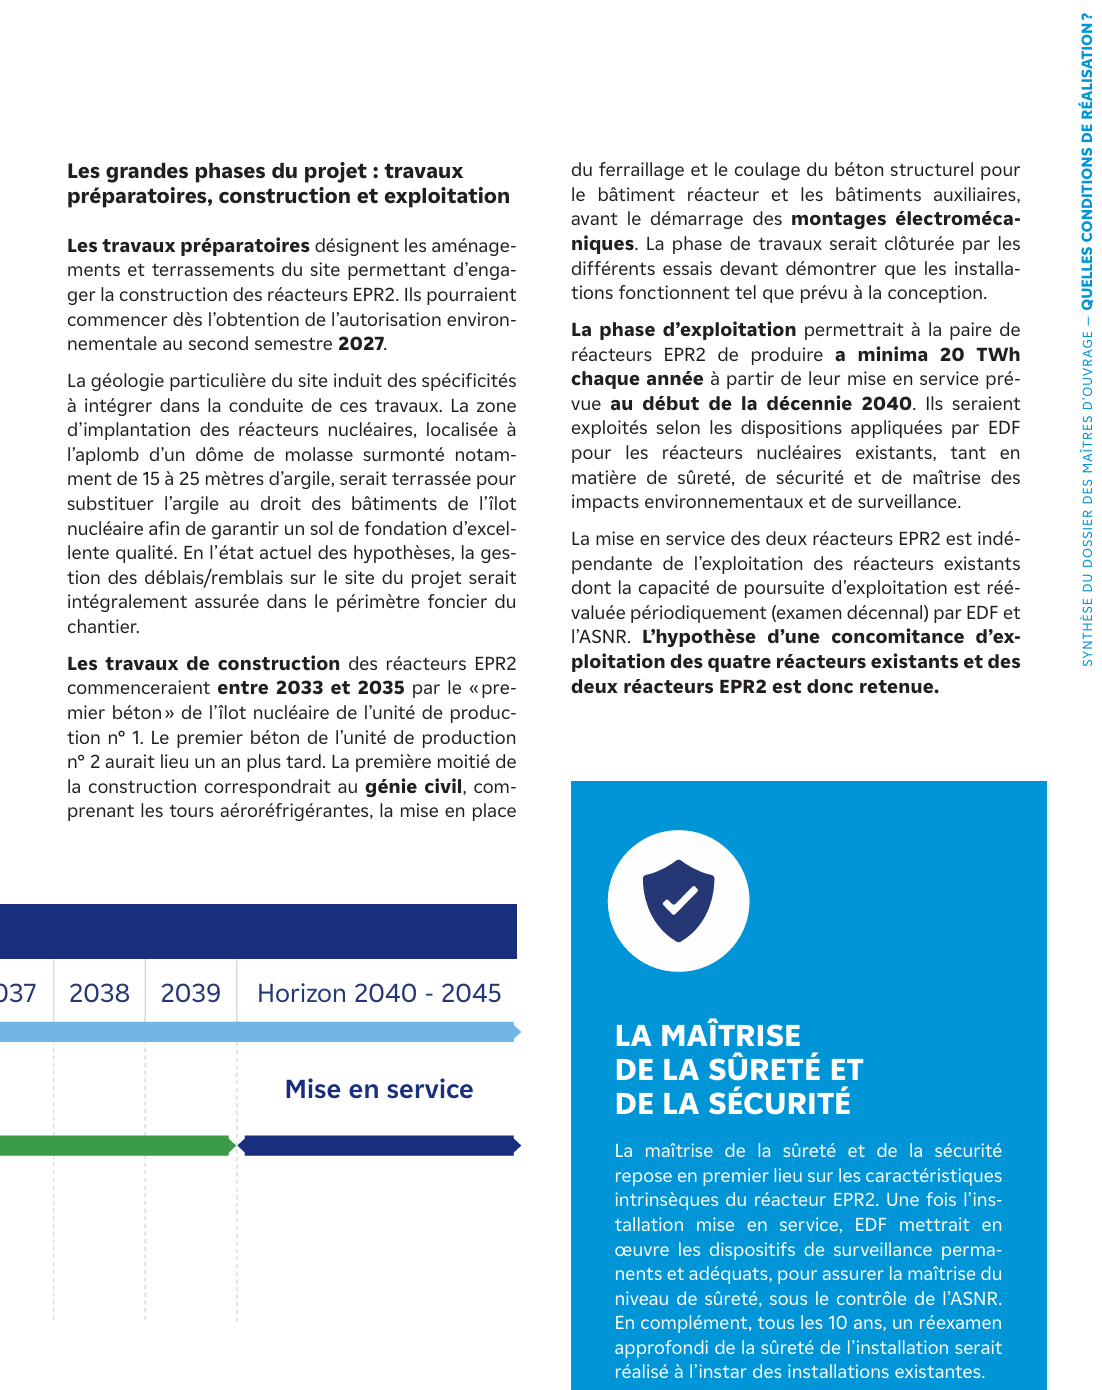 Les grandes phases du projet : travaux
préparatoires, construction et exploitation
Les travaux préparatoires désignent les aménage-
ments et terrassements du site permettant d’enga-
ger la construction des réacteurs EPR2. Ils pourraient
commencer dès l’obtention de l’autorisation environ-
nementale au second semestre 2027.
La géologie particulière du site induit des spécificités
à intégrer dans la conduite de ces travaux. La zone
d’implantation des réacteurs nucléaires, localisée à
l’aplomb d’un dôme de molasse surmonté notam-
ment de 15 à 25 mètres d’argile, serait terrassée pour
substituer l’argile au droit des bâtiments de l’îlot
nucléaire afin de garantir un sol de fondation d’excel-
lente qualité. En l’état actuel des hypothèses, la ges-
tion des déblais/remblais sur le site du projet serait
intégralement assurée dans le périmètre foncier du
chantier.
Les travaux de construction des réacteurs EPR2
commenceraient entre 2033 et 2035 par le « pre-
mier béton » de l’îlot nucléaire de l’unité de produc-
tion n° 1. Le premier béton de l’unité de production
n° 2 aurait lieu un an plus tard. La première moitié de
la construction correspondrait au génie civil, com-
prenant les tours aéroréfrigérantes, la mise en place
du ferraillage et le coulage du béton structurel pour
le bâtiment réacteur et les bâtiments auxiliaires,
avant le démarrage des montages électroméca-
niques. La phase de travaux serait clôturée par les
différents essais devant démontrer que les installa-
tions fonctionnent tel que prévu à la conception.
La phase d’exploitation permettrait à la paire de
réacteurs EPR2 de produire a minima 20 TWh
chaque année à partir de leur mise en service pré-
vue au début de la décennie 2040. Ils seraient
exploités selon les dispositions appliquées par EDF
pour les réacteurs nucléaires existants, tant en
matière de sûreté, de sécurité et de maîtrise des
impacts environnementaux et de surveillance.
La mise en service des deux réacteurs EPR2 est indé-
pendante de l’exploitation des réacteurs existants
dont la capacité de poursuite d’exploitation est réé-
valuée périodiquement (examen décennal) par EDF et
l’ASNR. L’hypothèse d’une concomitance d’ex-
ploitation des quatre réacteurs existants et des
deux réacteurs EPR2 est donc retenue.
037 2038 2039 Horizon 2040 - 2045
Mise en service
LA MAÎTRISE
DE LA SÛRETÉ ET
DE LA SÉCURITÉ
La maîtrise de la sûreté et de la sécurité
repose en premier lieu sur les caractéristiques
intrinsèques du réacteur EPR2. Une fois l’ins-
tallation mise en service, EDF mettrait en
œuvre les dispositifs de surveillance perma-
nents et adéquats, pour assurer la maîtrise du
niveau de sûreté, sous le contrôle de l’ASNR.
En complément, tous les 10 ans, un réexamen
approfondi de la sûreté de l’installation serait
réalisé à l’instar des installations existantes.
SYNTHÈSE DU DOSSIER DES MAÎTRES D’OUVRAGE – QUELLES CONDITIONS DE RÉALISATION ?